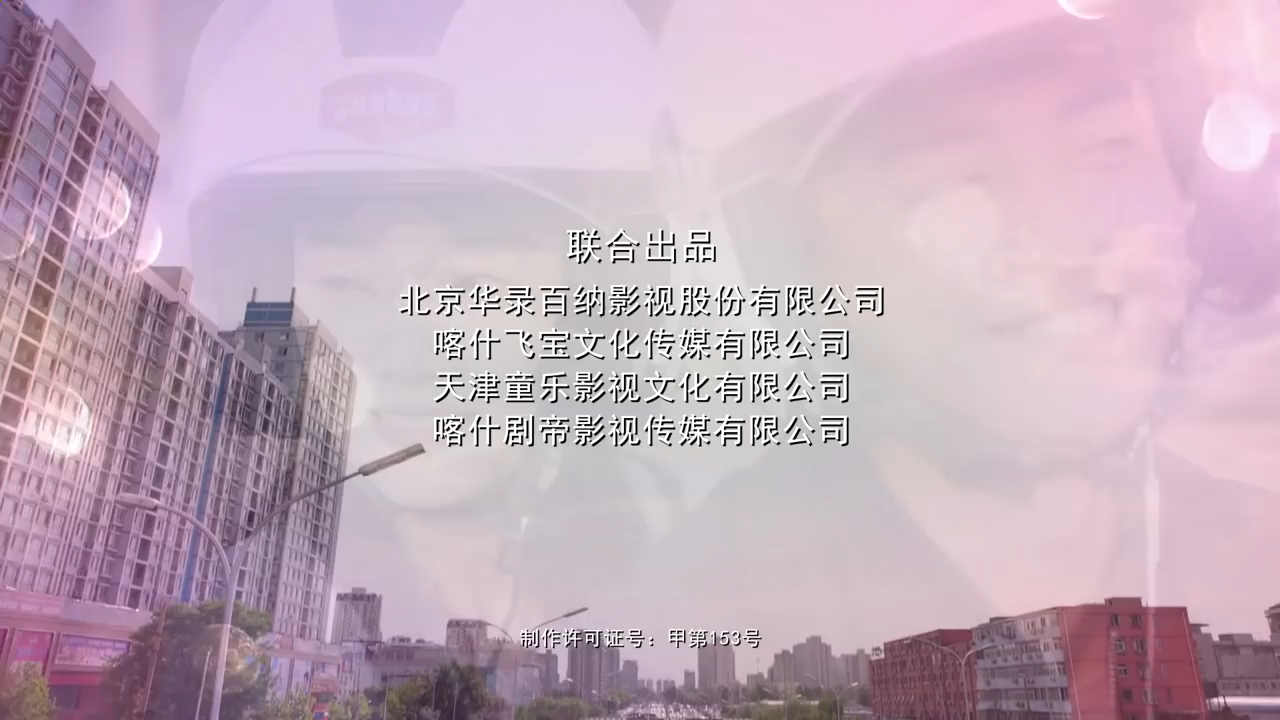 联合出品
北京华录百纳影视股份有限公司
喀什飞宝文化传媒有限公司
天津童乐影视文化有限公司
喀什剧帝影视传媒有限公司
制作许可证号：甲第153号